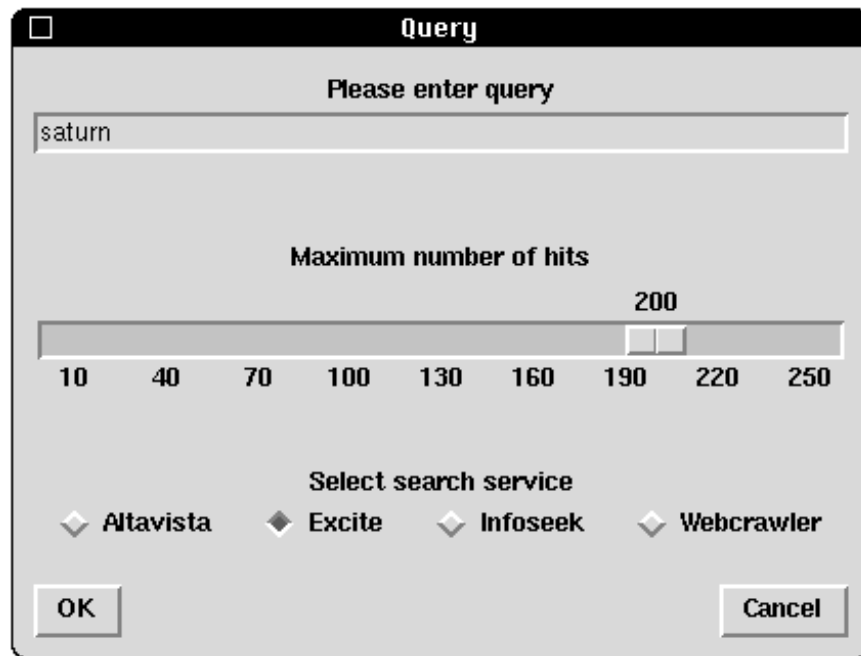 Query
Please enter query
saturn
Maximum number of hits
200
10 40 70 100 130 160 190 220 250
Select search service
Altavista Excite Infoseek Webcrawler
OK Cancel